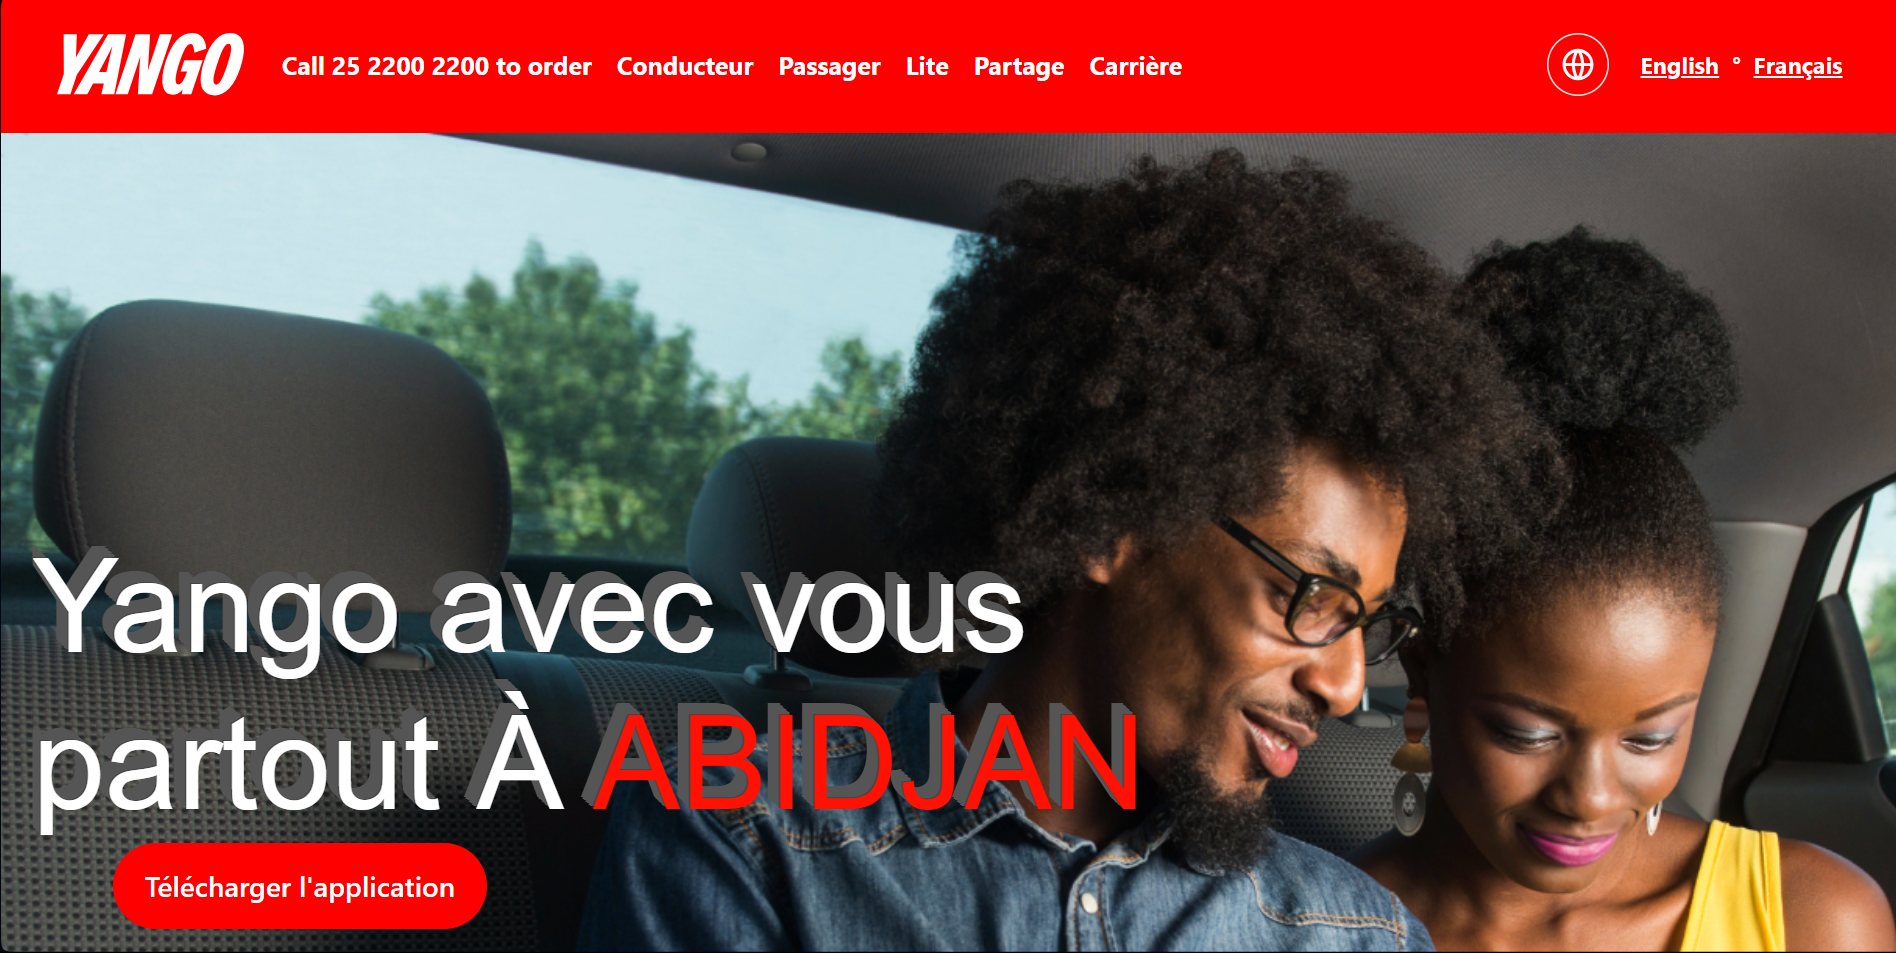 YANGO
Call 25 2200 2200 to order Conducteur Passager Lite Partage Carrière
English ° Français
Yango avec vous
partout À ABIDJAN
Télécharger l'application